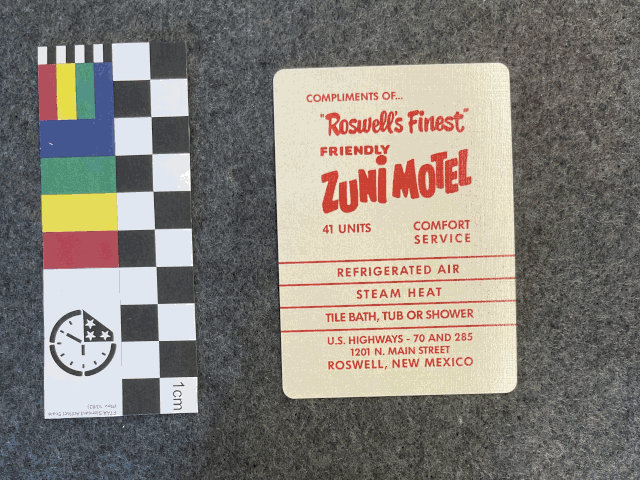 COMPLIMENTS OF...
"Roswell's Finest"
FRIENDLY
ZUNI MOTEL
41 UNITS
COMFORT
SERVICE
REFRIGERATED AIR
STEAM HEAT
TILE BATH, TUB OR SHOWER
U.S. HIGHWAYS - 70 AND 285
1201 N. MAIN STREET
ROSWELL, NEW MEXICO
1cm